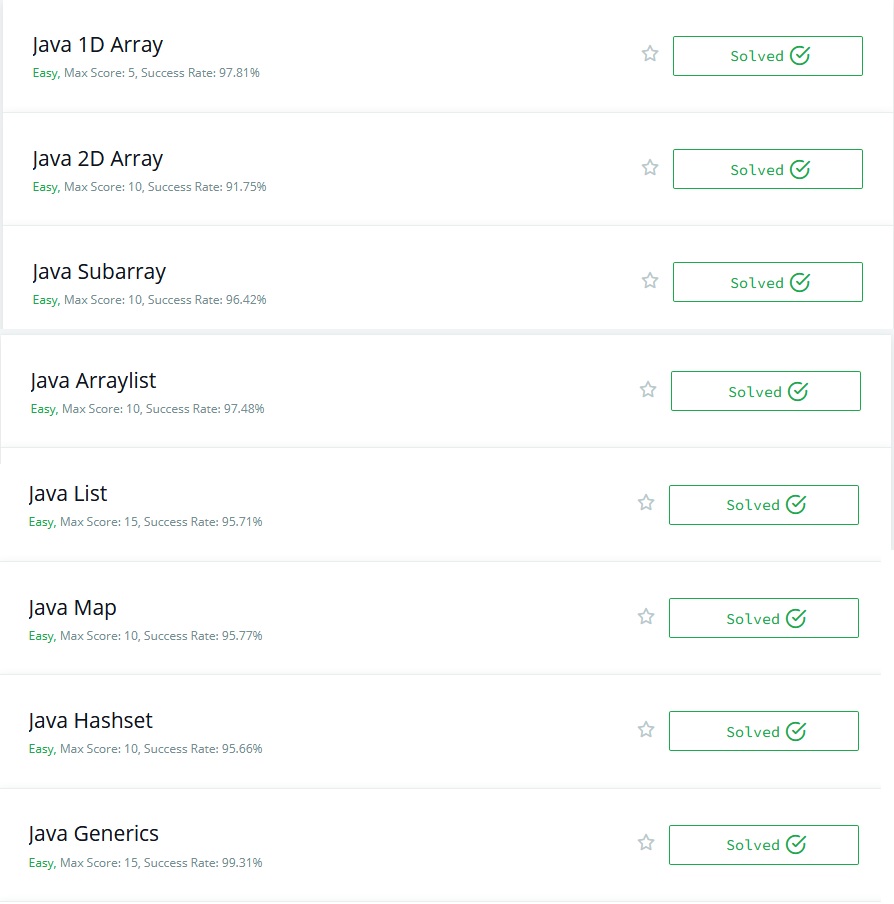 Java 1D Array
Easy, Max Score: 5, Success Rate: 97.81%
Solved
Java 2D Array
Easy, Max Score: 10, Success Rate: 91.75%
Solved
Java Subarray
Easy, Max Score: 10, Success Rate: 96.42%
Solved
Java Arraylist
Easy, Max Score: 10, Success Rate: 97.48%
Solved
Java List
Easy, Max Score: 15, Success Rate: 95.71%
Solved
Java Map
Easy, Max Score: 10, Success Rate: 95.77%
Solved
Java Hashset
Easy, Max Score: 10, Success Rate: 95.66%
Solved
Java Generics
Easy, Max Score: 15, Success Rate: 99.31%
Solved